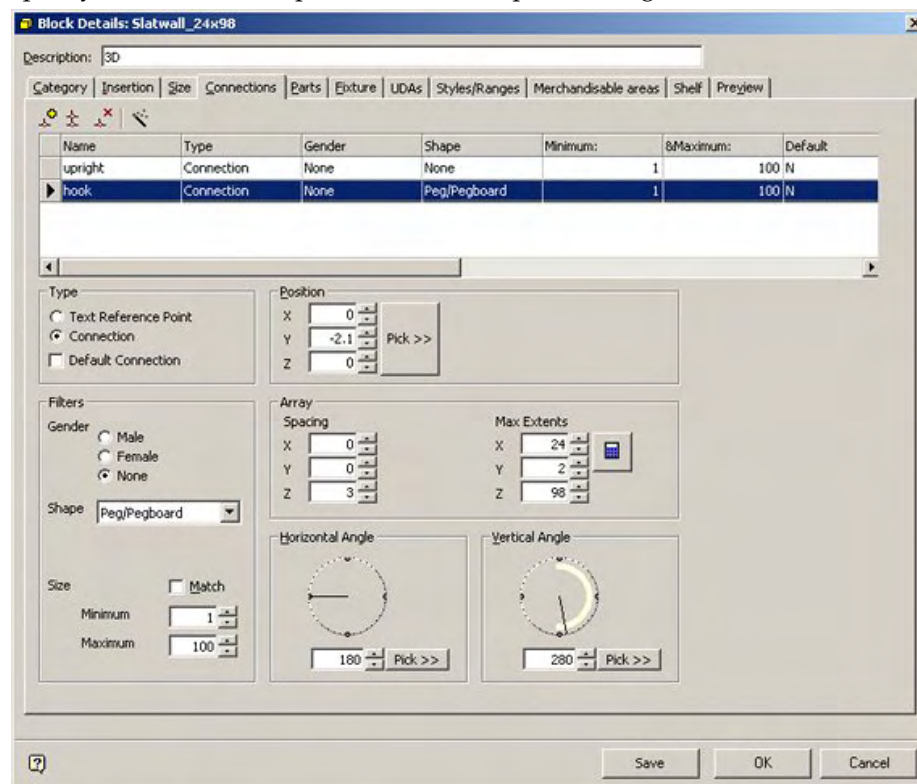 Block Details: Slatwall_24x98
Description: 3D
Category Insertion Size Connections Parts Fixture UDAs Styles/Ranges Merchandisable areas Shelf Preview
Name Type Gender Shape Minimum: &Maximum: Default
upright Connection None None 1 100 N
hook Connection None Peg/Pegboard 1 100 N
Type
Text Reference Point
Connection
Default Connection
Position
X 0
Y -2.1
Z 0
Pick >>
Filters
Gender
Male
Female
None
Shape Peg/Pegboard
Size Match
Minimum 1
Maximum 100
Array
Spacing Max Extents
X 0 X 24
Y 0 Y 2
Z 3 Z 98
Horizontal Angle
180 Pick >>
Vertical Angle
280 Pick >>
Save OK Cancel